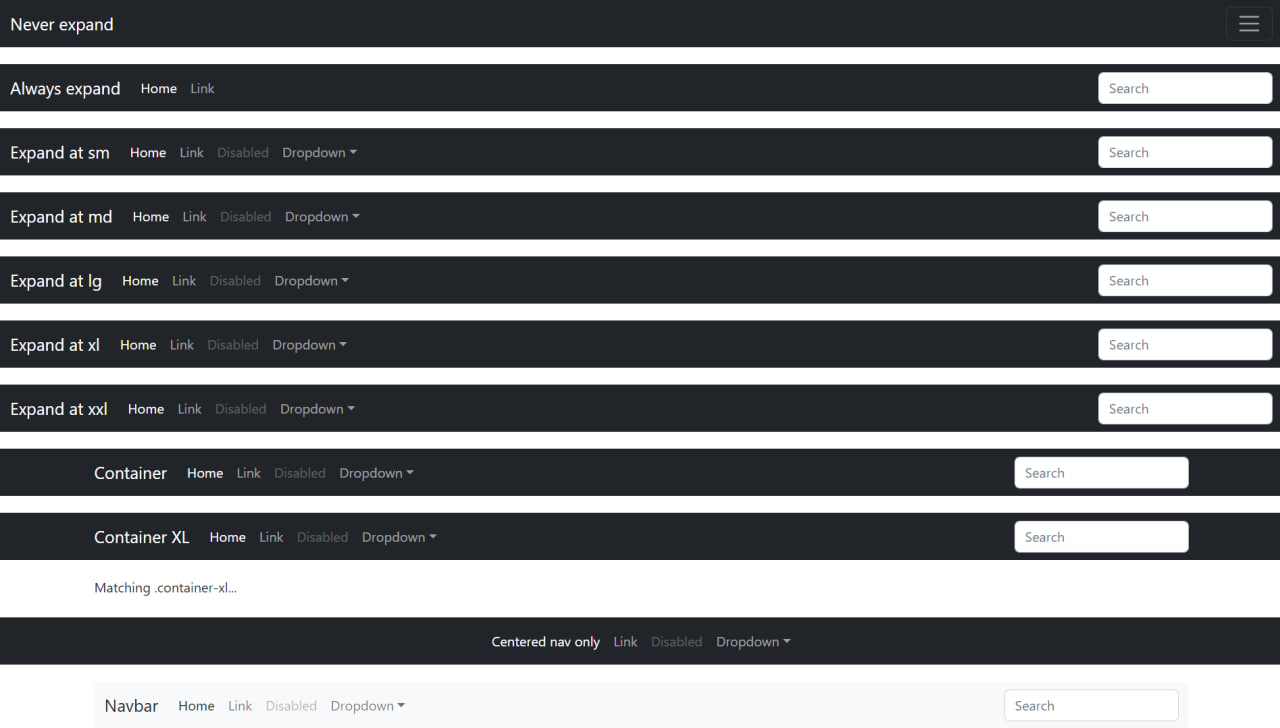 Never expand
Always expand Home Link Search
Expand at sm Home Link Disabled Dropdown Search
Expand at md Home Link Disabled Dropdown Search
Expand at lg Home Link Disabled Dropdown Search
Expand at xl Home Link Disabled Dropdown Search
Expand at xxl Home Link Disabled Dropdown Search
Container Home Link Disabled Dropdown Search
Container XL Home Link Disabled Dropdown Search
Matching .container-xl...
Centered nav only Link Disabled Dropdown
Navbar Home Link Disabled Dropdown Search